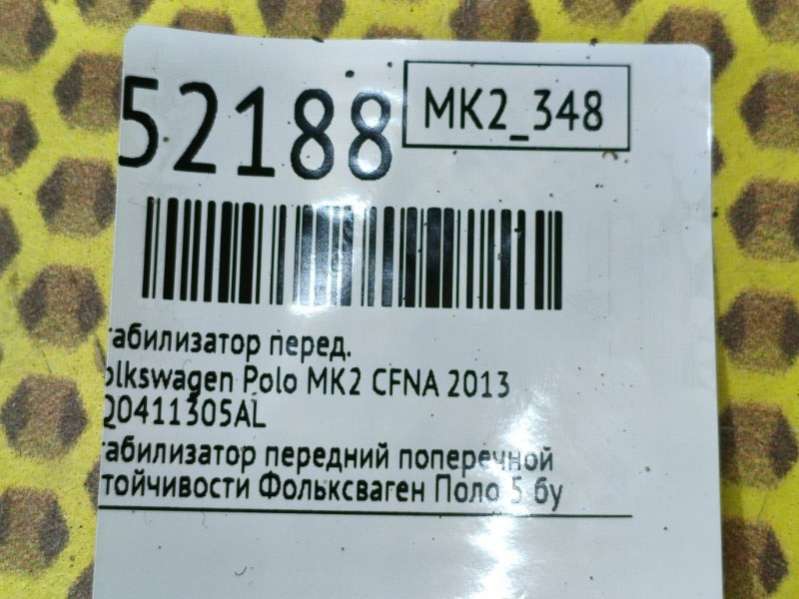 52188
MK2_348
табилизатор перед.
olkswagen Polo MK2 CFNA 2013
Q0411305AL
табилизатор передний поперечной
тойчивости Фольксваген Поло 5 бу